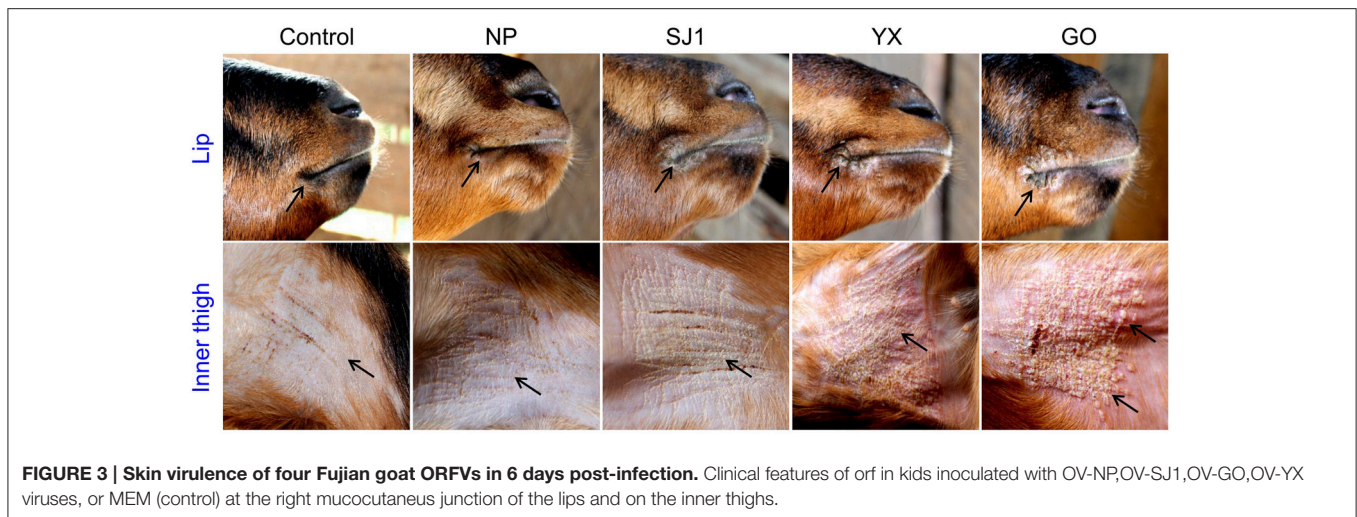 Control NP SJ1 YX GO
Lip
Inner thigh
FIGURE 3 | Skin virulence of four Fujian goat ORFVs in 6 days post-infection. Clinical features of orf in kids inoculated with OV-NP,OV-SJ1,OV-GO,OV-YX
viruses, or MEM (control) at the right mucocutaneus junction of the lips and on the inner thighs.